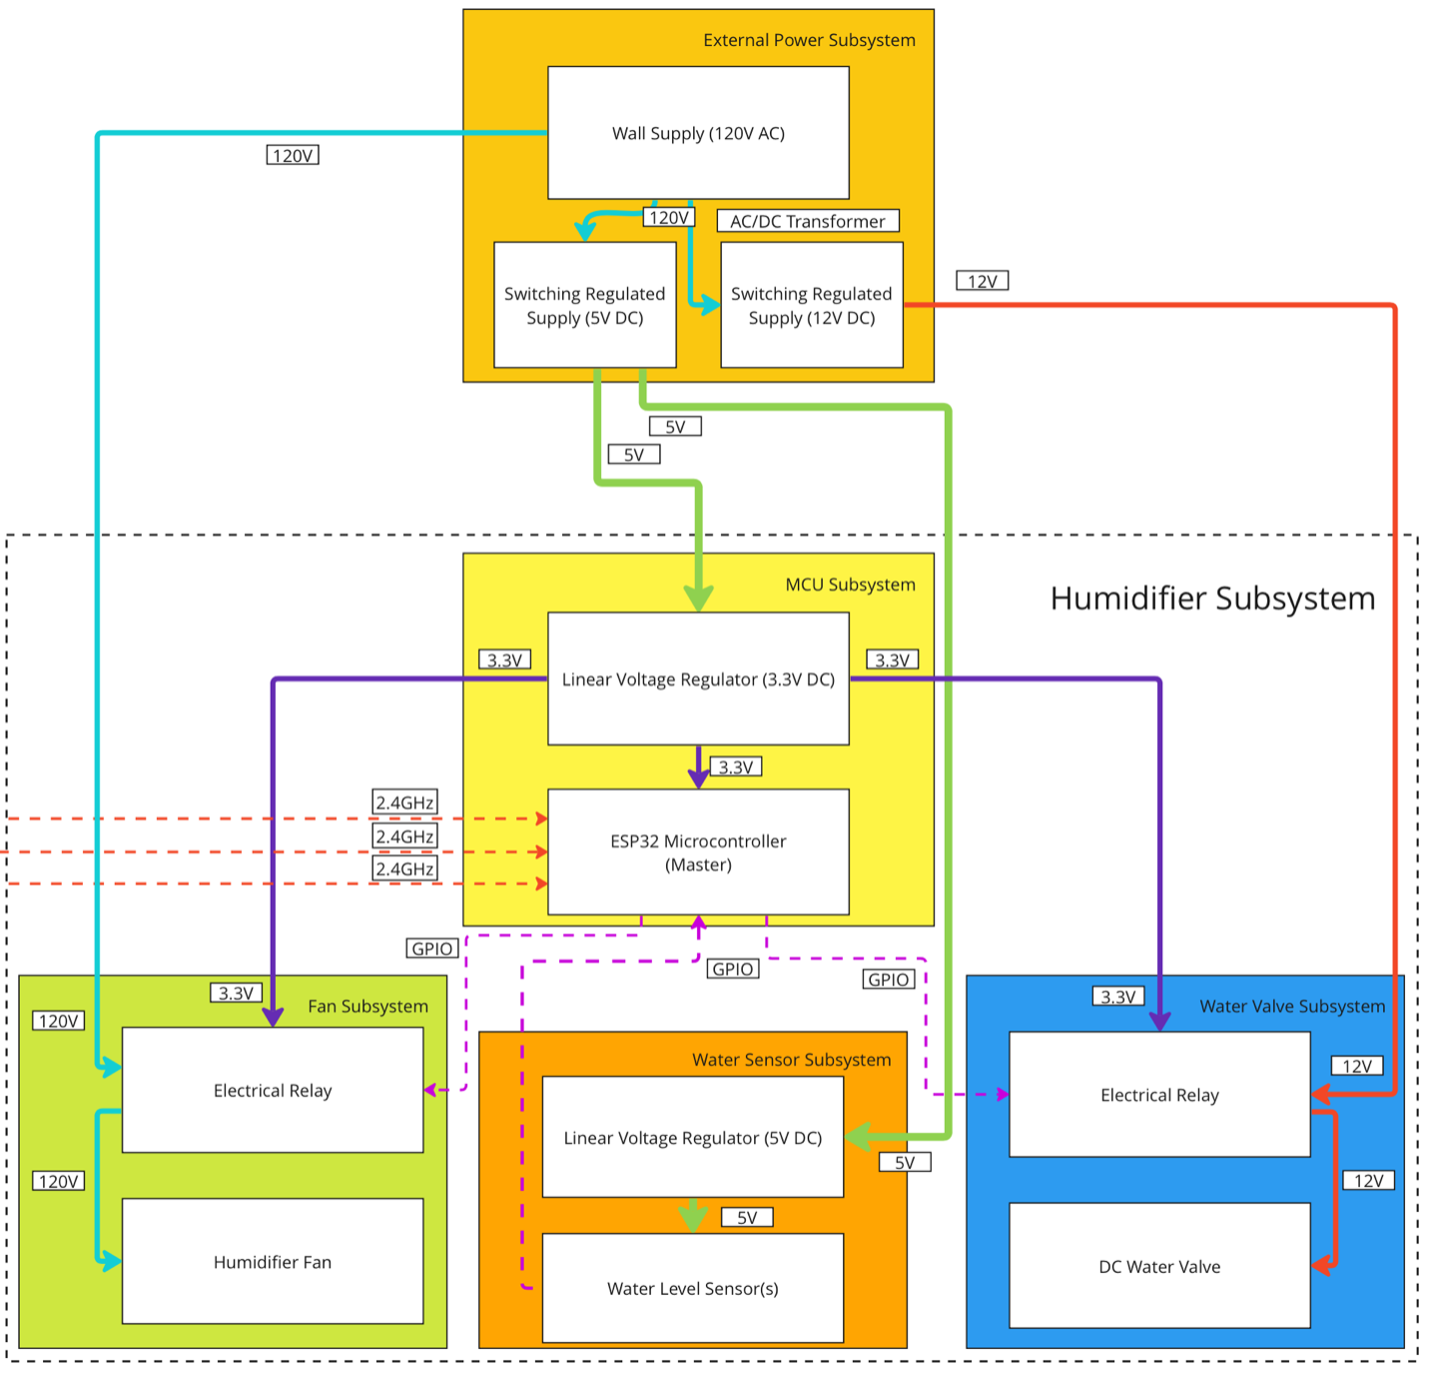 External Power Subsystem
Wall Supply (120V AC)
120V
120V
AC/DC Transformer
Switching Regulated
Supply (5V DC)
Switching Regulated
Supply (12V DC)
12V
5V
5V
Humidifier Subsystem
MCU Subsystem
3.3V
Linear Voltage Regulator (3.3V DC)
3.3V
3.3V
2.4GHz
2.4GHz
2.4GHz
ESP32 Microcontroller
(Master)
GPIO
GPIO
GPIO
3.3V
Fan Subsystem
120V
Electrical Relay
120V
Humidifier Fan
Water Sensor Subsystem
Linear Voltage Regulator (5V DC)
5V
5V
Water Level Sensor(s)
3.3V
Water Valve Subsystem
12V
Electrical Relay
12V
DC Water Valve